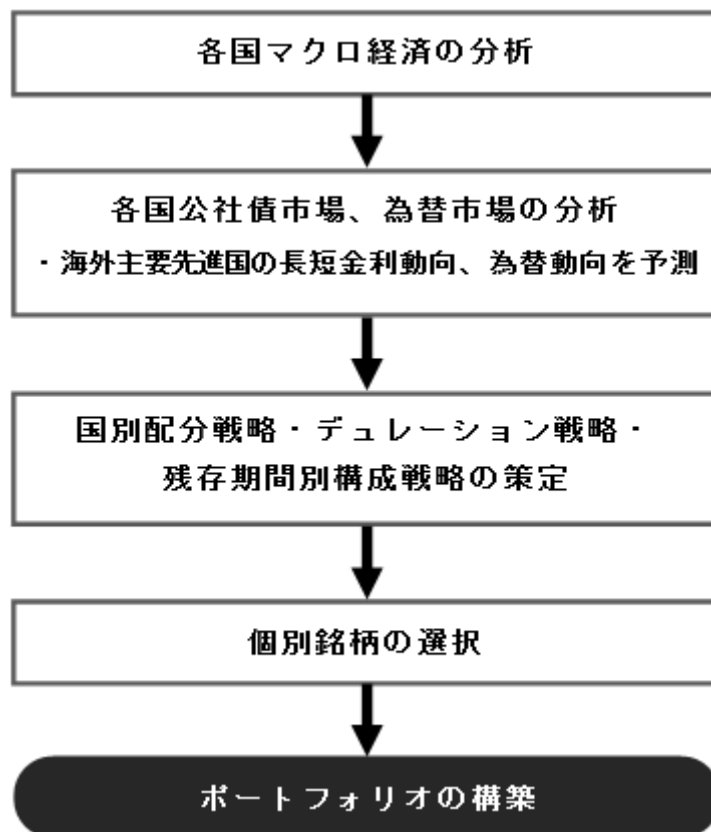 各国マクロ経済の分析
各国公社債市場、為替市場の分析
・海外主要先進国の長短金利動向、為替動向を予測
国別配分戦略・デュレーション戦略・
残存期間別構成戦略の策定
個別銘柄の選択
ポートフォリオの構築